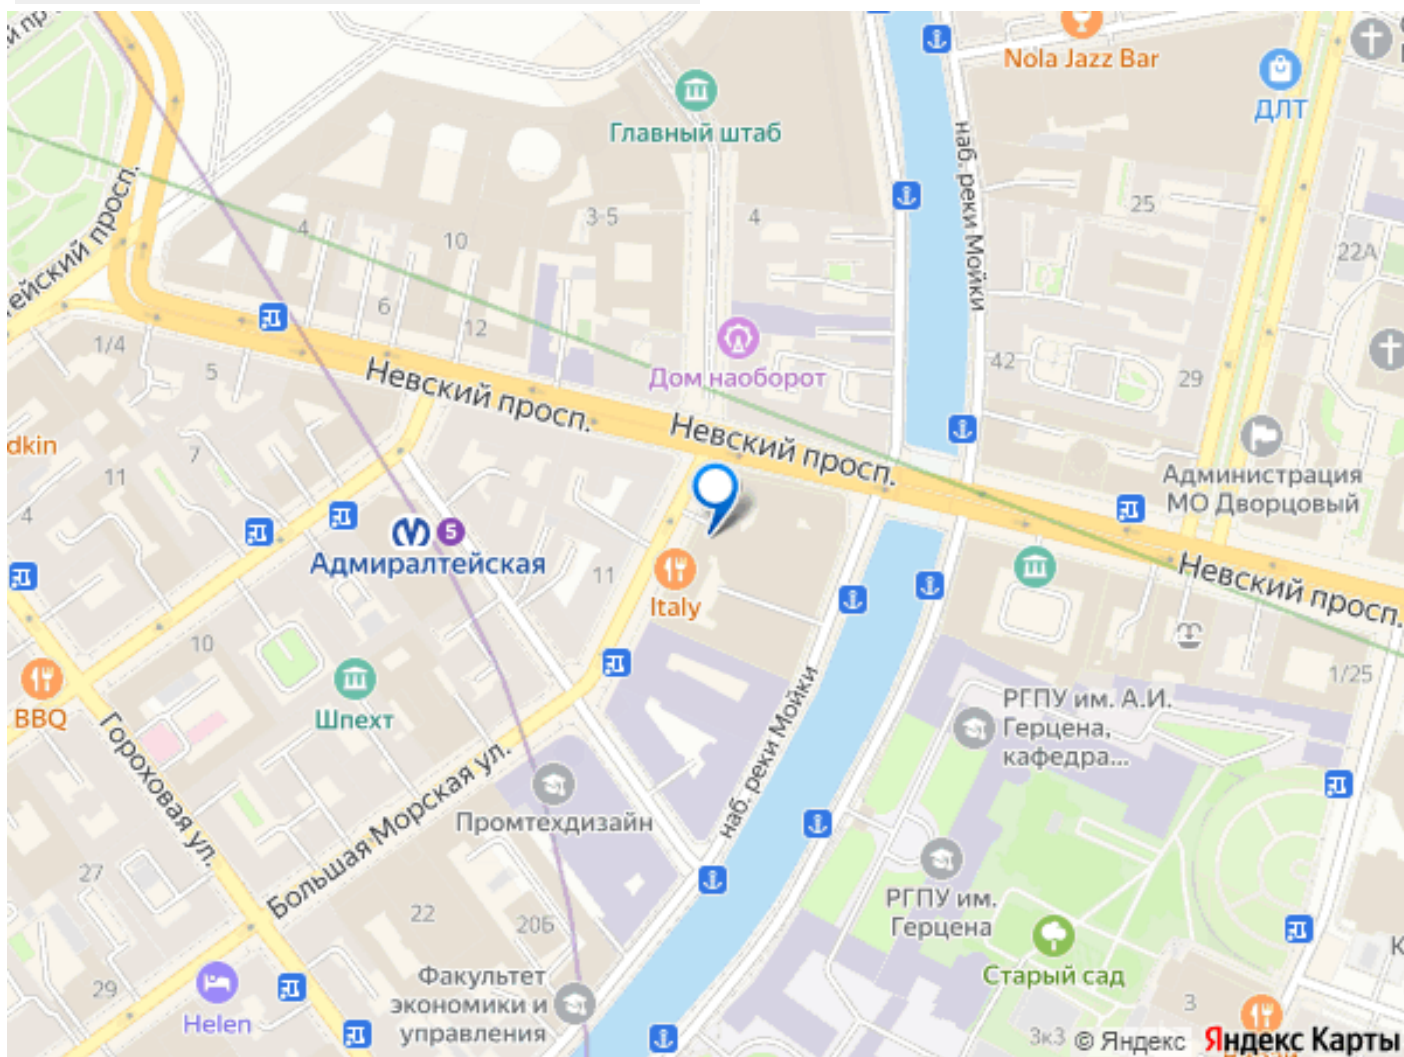 Nola Jazz Bar
ДЛТ
Главный штаб
наб. реки Мойки
25
3-5
4
4
10
22А
тейский просп.
6
12
1/4
5
Невский просп.
Дом наоборот
42
29
Невский просп.
dkin
7
11
4
Администрация
МО Дворцовый
5
Адмиралтейская
11
Italy
Невский просп.
10
BBQ
Шпехт
1/25
РГПУ им. А.И.
Герцена,
кафедра...
Гороховая ул.
Большая Морская ул.
наб. реки Мойки
Промтехдизайн
27
22
20Б
РГПУ им.
Герцена
Старый сад
Факультет
экономики и
управления
29
Helen
3
3к3
© Яндекс
Яндекс Карты